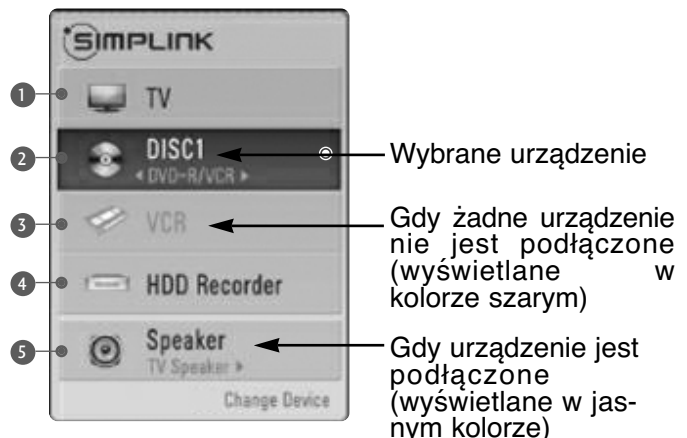 SIMPLINK
1 TV
2 DISC1
◄ DVD-R/VCR ►
Wybrane urządzenie
3 VCR
Gdy żadne urządzenie
nie jest podłączone
(wyświetlane w
kolorze szarym)
4 HDD Recorder
5 Speaker
TV Speaker ►
Gdy urządzenie jest
podłączone
(wyświetlane w jas-
nym kolorze)
Change Device